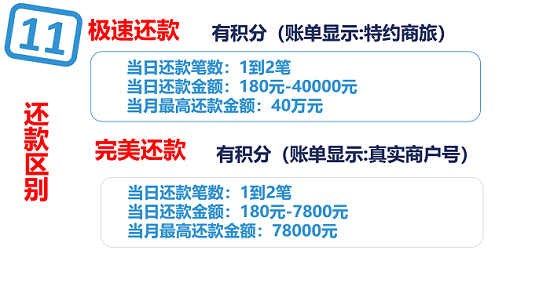 11
极速还款 有积分（账单显示:特约商旅）
当日还款笔数：1到2笔
当日还款金额：180元-40000元
当月最高还款金额：40万元
还款区别
完美还款 有积分（账单显示:真实商户号）
当日还款笔数：1到2笔
当日还款金额：180元-7800元
当月最高还款金额：78000元